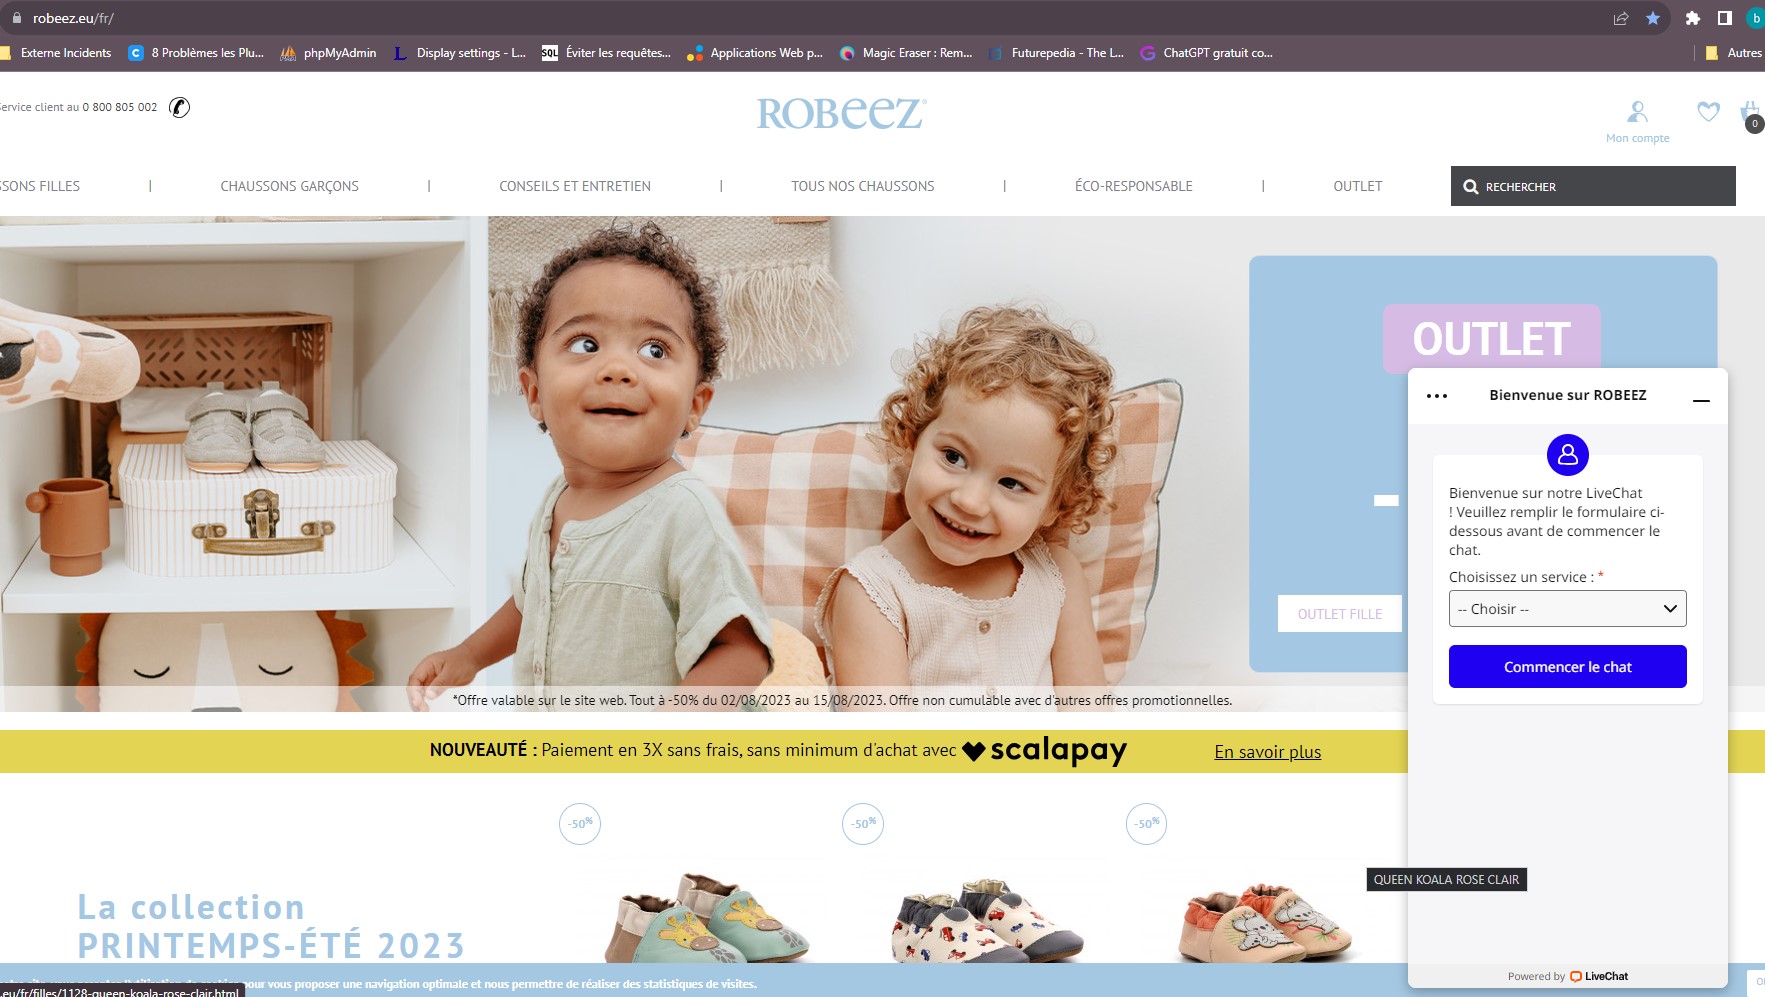 robeez.eu/fr/
Externe Incidents
8 Problèmes les Plu...
phpMyAdmin
Display settings - L...
SQL
Éviter les requêtes...
Applications Web p...
Magic Eraser : Rem...
Futurepedia - The L...
ChatGPT gratuit co...
Autres
b
Service client au 0 800 805 002
ROBEEZ
Mon compte
0
SSONS FILLES | CHAUSSONS GARÇONS | CONSEILS ET ENTRETIEN | TOUS NOS CHAUSSONS | ÉCO-RESPONSABLE | OUTLET
RECHERCHER
OUTLET
-
OUTLET FILLE
*Offre valable sur le site web. Tout à -50% du 02/08/2023 au 15/08/2023. Offre non cumulable avec d'autres offres promotionnelles.
NOUVEAUTÉ : Paiement en 3X sans frais, sans minimum d'achat avec scalapay En savoir plus
-50%
-50%
-50%
La collection
PRINTEMPS-ÉTÉ 2023
Bienvenue sur ROBEEZ
Bienvenue sur notre LiveChat
! Veuillez remplir le formulaire ci-
dessous avant de commencer le
chat.
Choisissez un service : *
-- Choisir --
Commencer le chat
QUEEN KOALA ROSE CLAIR
Powered by LiveChat
pour vous proposer une navigation optimale et nous permettre de réaliser des statistiques de visites.
.eu/fr/filles/1128-queen-koala-rose-clair.html